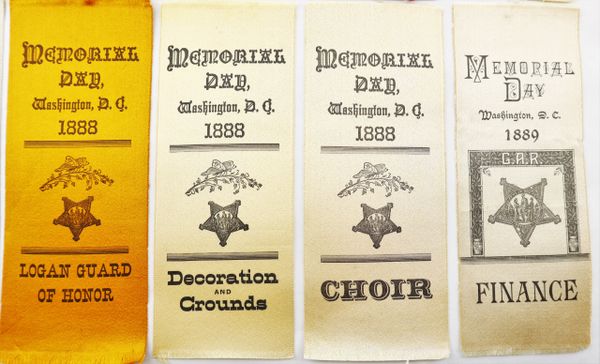 MEMORIAL
DAY,
Washington, D. C.
1888
LOGAN GUARD
OF HONOR
MEMORIAL
DAY,
Washington, D. C.
1888
Decoration
AND
Grounds
MEMORIAL
DAY,
Washington, D. C.
1888
CHOIR
MEMORIAL
DAY
Washington, D. C.
1889
G.A.R.
FINANCE